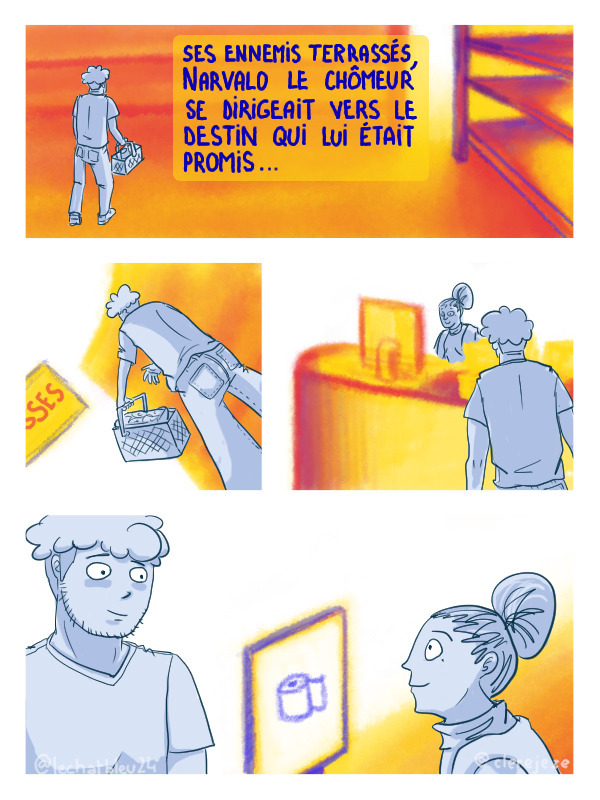 SES ENNEMIS TERRASSÉS,
NARVALO LE CHÔMEUR
SE DIRIGEAIT VERS LE
DESTIN QUI LUI ÉTAIT
PROMIS...
SSES
@lechatbleu24
@clerejeze